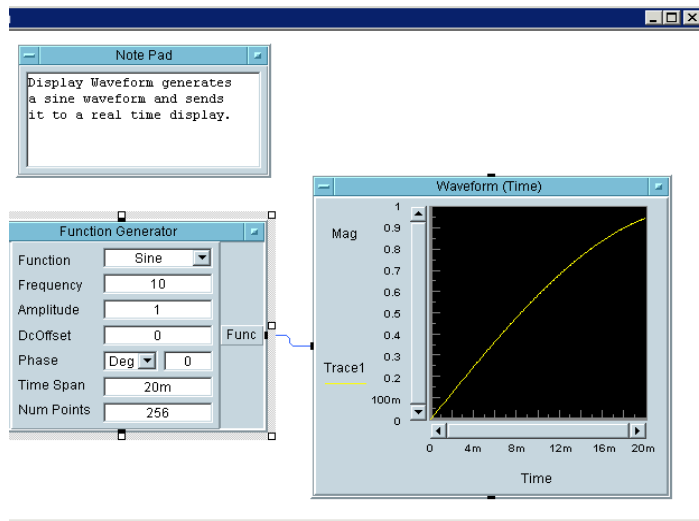 Note Pad
Display Waveform generates
a sine waveform and sends
it to a real time display.
Function Generator
Function Sine
Frequency 10
Amplitude 1
DcOffset 0
Phase Deg 0
Time Span 20m
Num Points 256
Func
Waveform (Time)
Mag
Trace1
1
0.9
0.8
0.7
0.6
0.5
0.4
0.3
0.2
100m
0
0 4m 8m 12m 16m 20m
Time